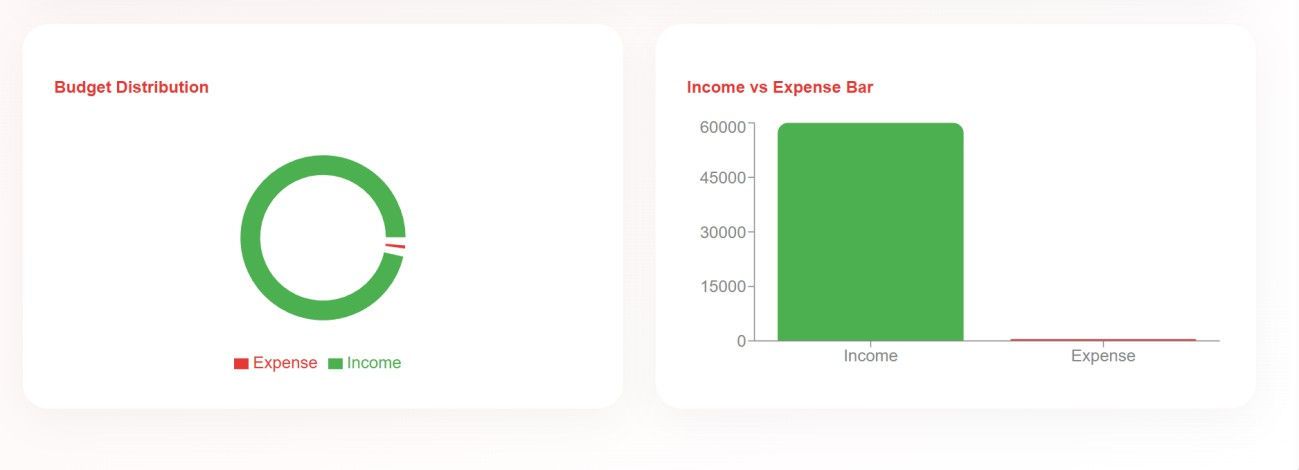 Budget Distribution
Expense Income
Income vs Expense Bar
60000
45000
30000
15000
0
Income Expense